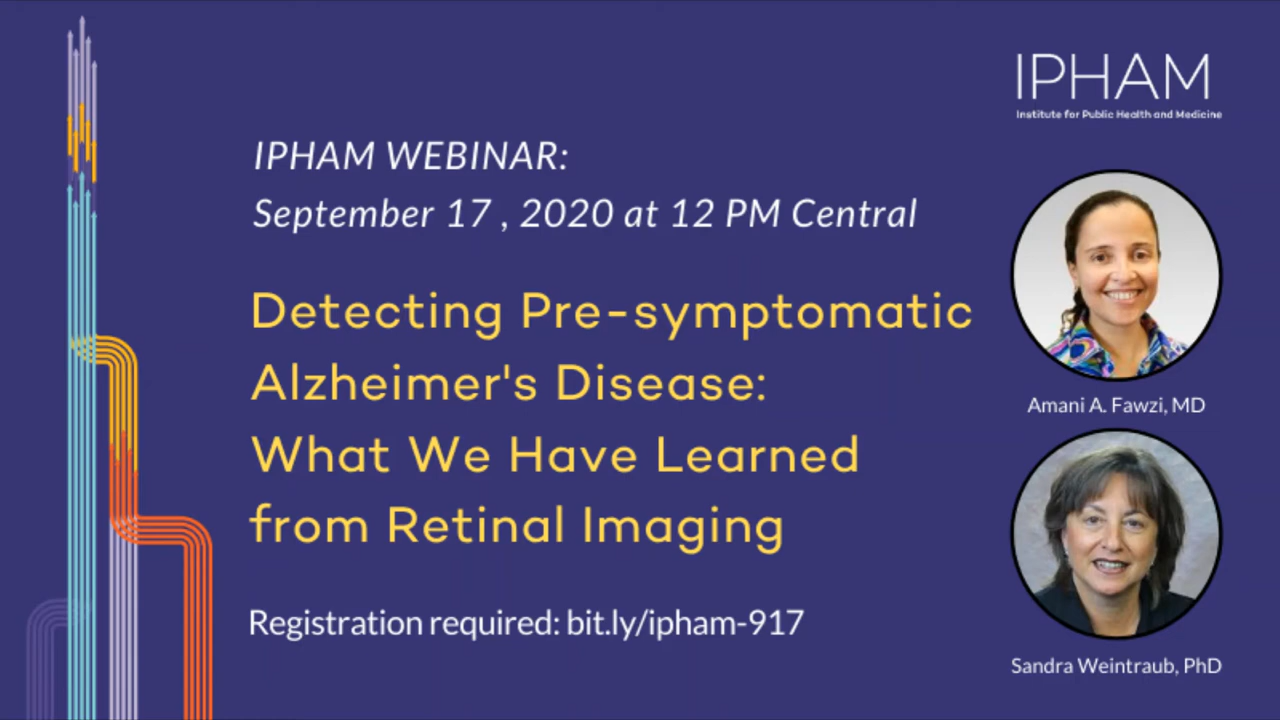 IPHAM
Institute for Public Health and Medicine
IPHAM WEBINAR:
September 17 , 2020 at 12 PM Central
Detecting Pre-symptomatic
Alzheimer's Disease:
What We Have Learned
from Retinal Imaging
Registration required: bit.ly/ipham-917
Amani A. Fawzi, MD
Sandra Weintraub, PhD